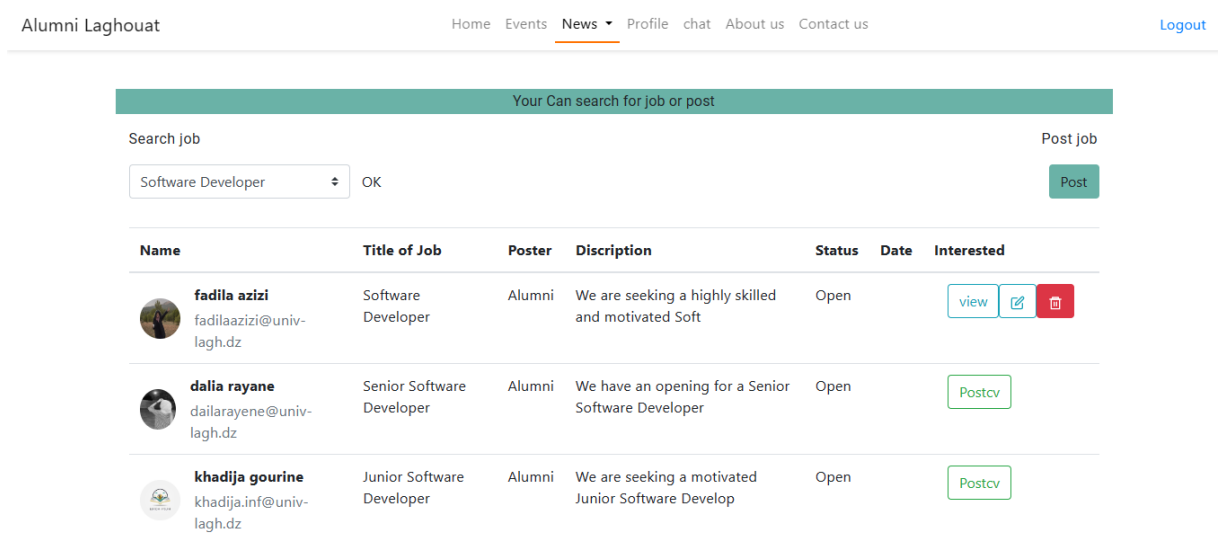 Alumni Laghouat Home Events News Profile chat About us Contact us Logout
Your Can search for job or post
Search job Post job
Software Developer OK Post
Name Title of Job Poster Discription Status Date Interested
fadila azizi Software Alumni We are seeking a highly skilled Open view
fadilaazizi@univ- Developer and motivated Soft
lagh.dz
dalia rayane Senior Software Alumni We have an opening for a Senior Open Postcv
dailarayene@univ- Developer Software Developer
lagh.dz
khadija gourine Junior Software Alumni We are seeking a motivated Open Postcv
khadija.inf@univ- Developer Junior Software Develop
lagh.dz